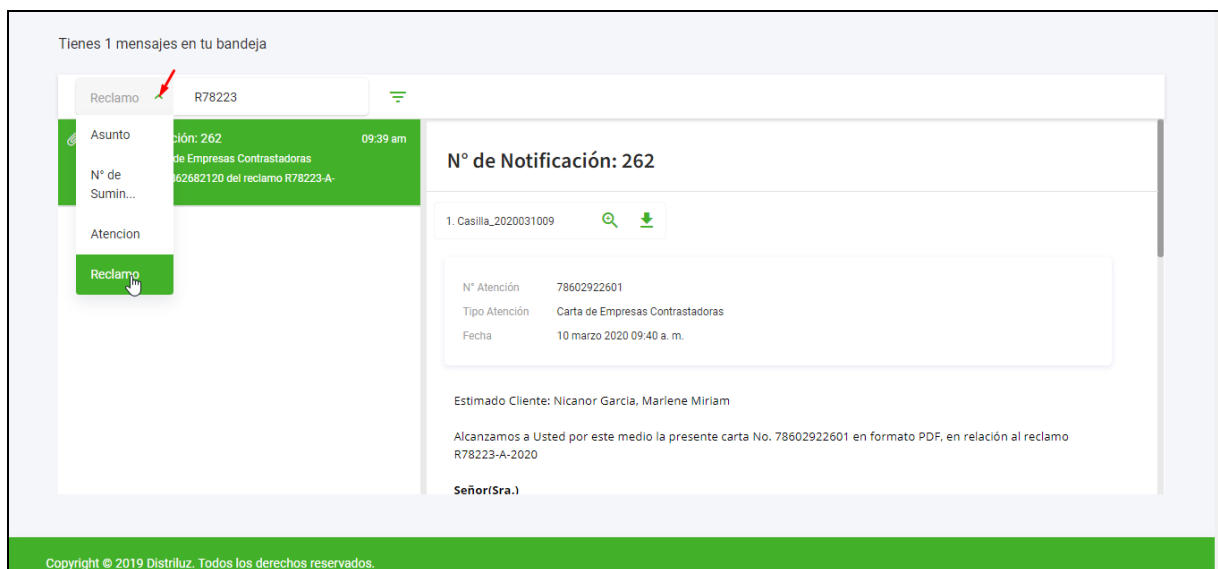 Tienes 1 mensajes en tu bandeja
Reclamo R78223
Asunto
N° de
Sumin...
Atencion
Reclamo
262 09:39 am
de Empresas Contrastadoras
del reclamo R78223-A-
N° de Notificación: 262
1. Casilla_2020031009
N° Atención 78602922601
Tipo Atención Carta de Empresas Contrastadoras
Fecha 10 marzo 2020 09:40 a. m.
Estimado Cliente: Nicanor Garcia, Marlene Miriam
Alcanzamos a Usted por este medio la presente carta No. 78602922601 en formato PDF, en relación al reclamo
R78223-A-2020
Señor(Sra.)
Copyright © 2019 Distriluz. Todos los derechos reservados.